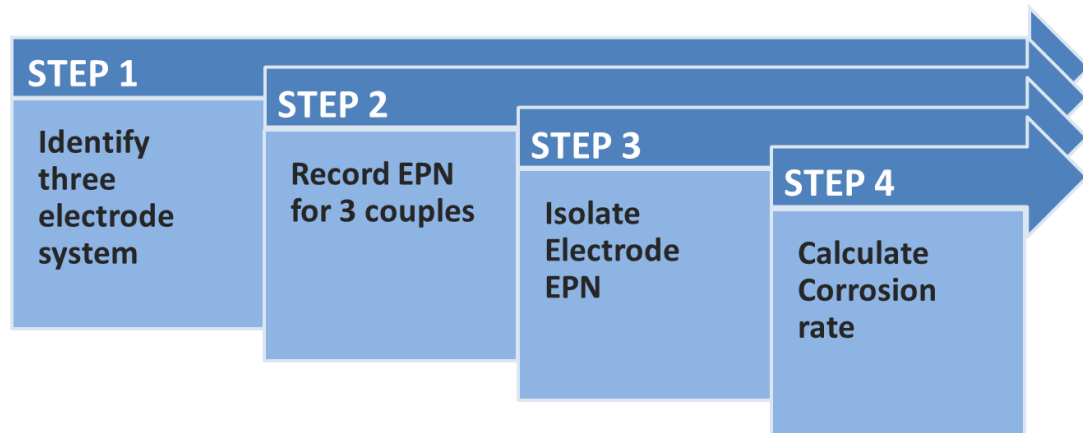 STEP 1
Identify
three
electrode
system
STEP 2
Record EPN
for 3 couples
STEP 3
Isolate
Electrode
EPN
STEP 4
Calculate
Corrosion
rate